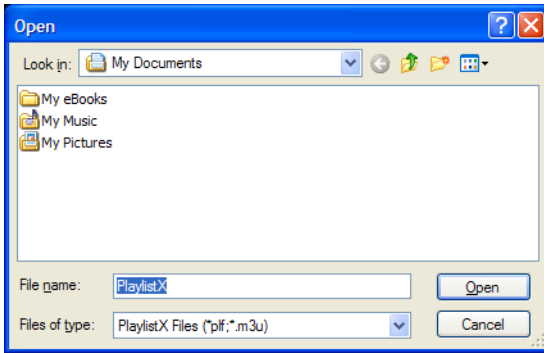 Open
Look in: My Documents
My eBooks
My Music
My Pictures
File name: PlaylistX Open
Files of type: PlaylistX Files (*plf;*.m3u) Cancel